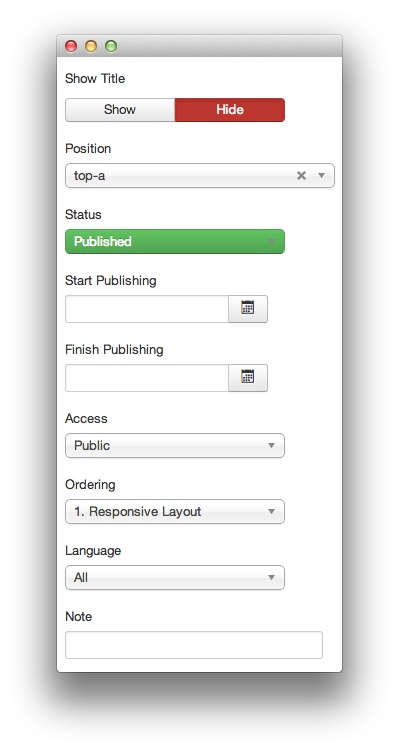 Show Title
Show Hide
Position
top-a
Status
Published
Start Publishing
Finish Publishing
Access
Public
Ordering
1. Responsive Layout
Language
All
Note